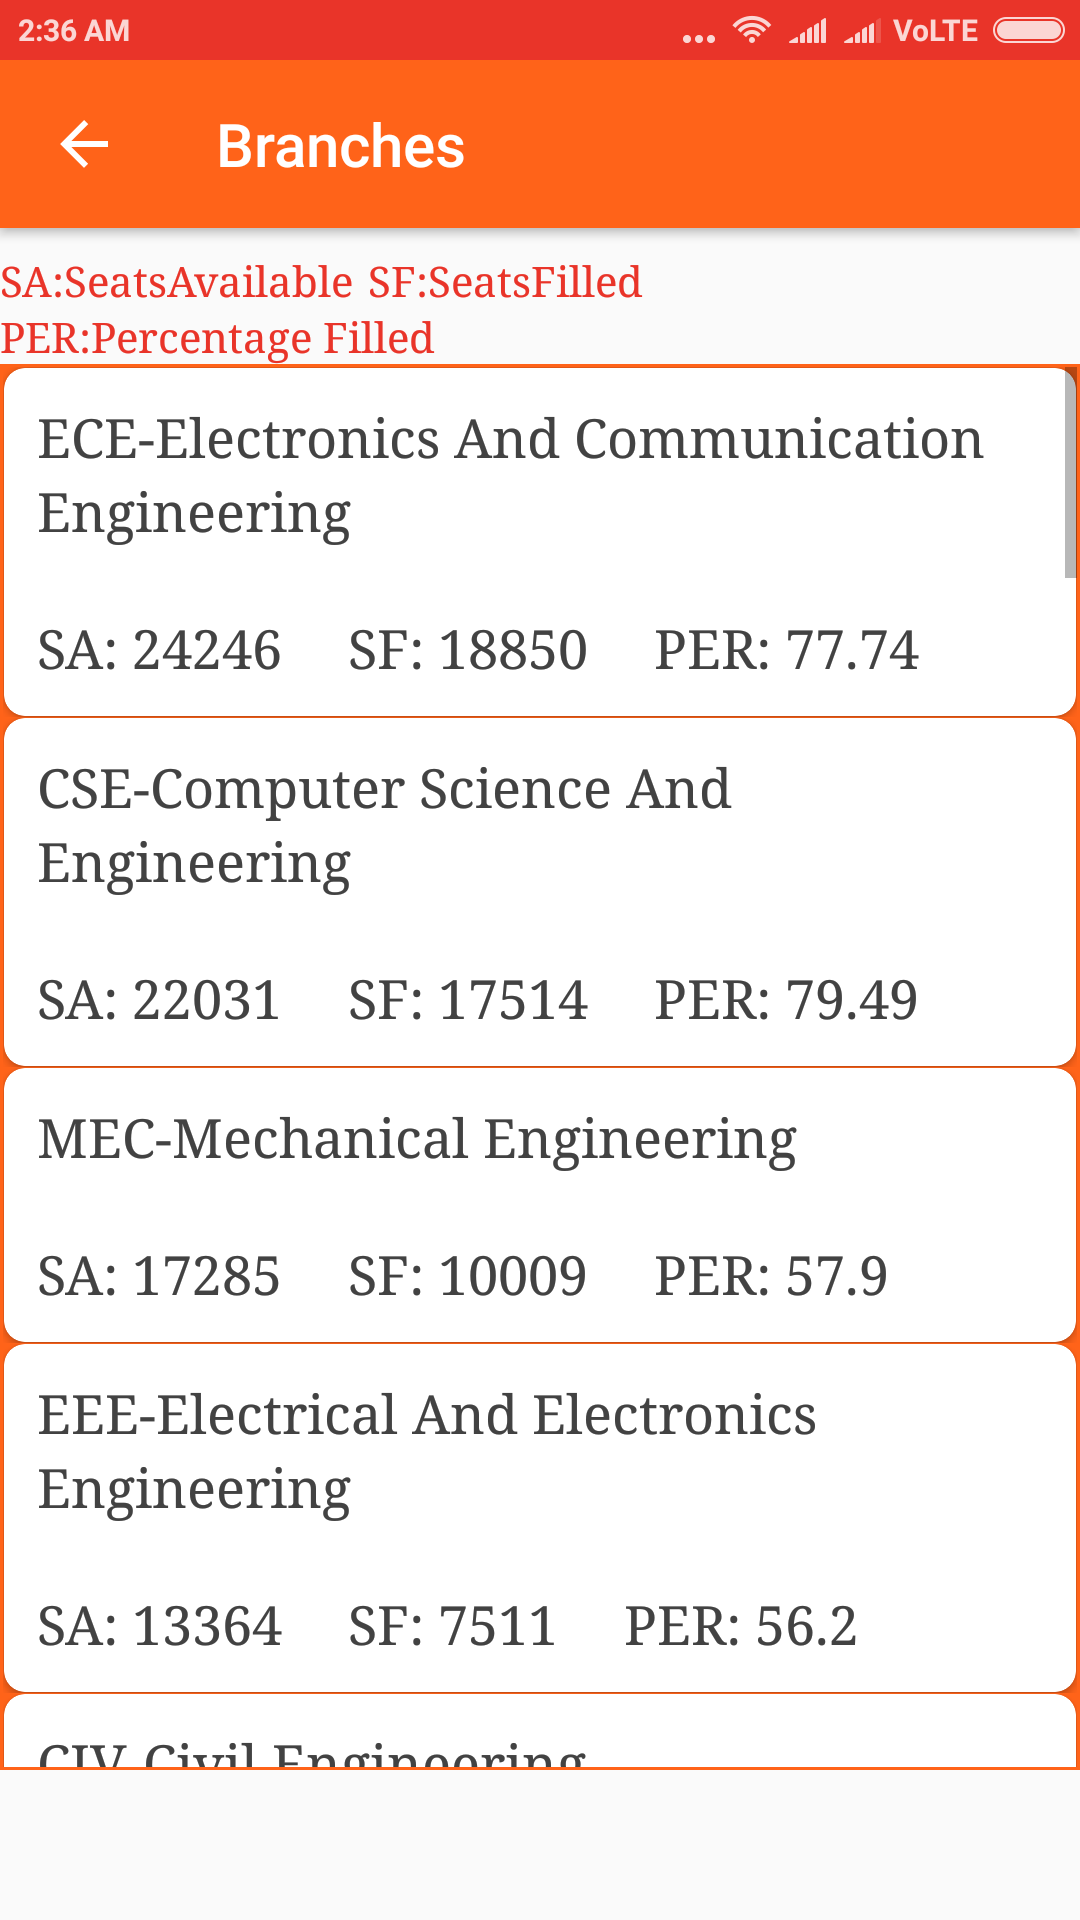 2:36 AM
VoLTE
Branches
SA:SeatsAvailable SF:SeatsFilled
PER:Percentage Filled
ECE-Electronics And Communication
Engineering
SA: 24246 SF: 18850 PER: 77.74
CSE-Computer Science And
Engineering
SA: 22031 SF: 17514 PER: 79.49
MEC-Mechanical Engineering
SA: 17285 SF: 10009 PER: 57.9
EEE-Electrical And Electronics
Engineering
SA: 13364 SF: 7511 PER: 56.2
CIV-Civil Engineering